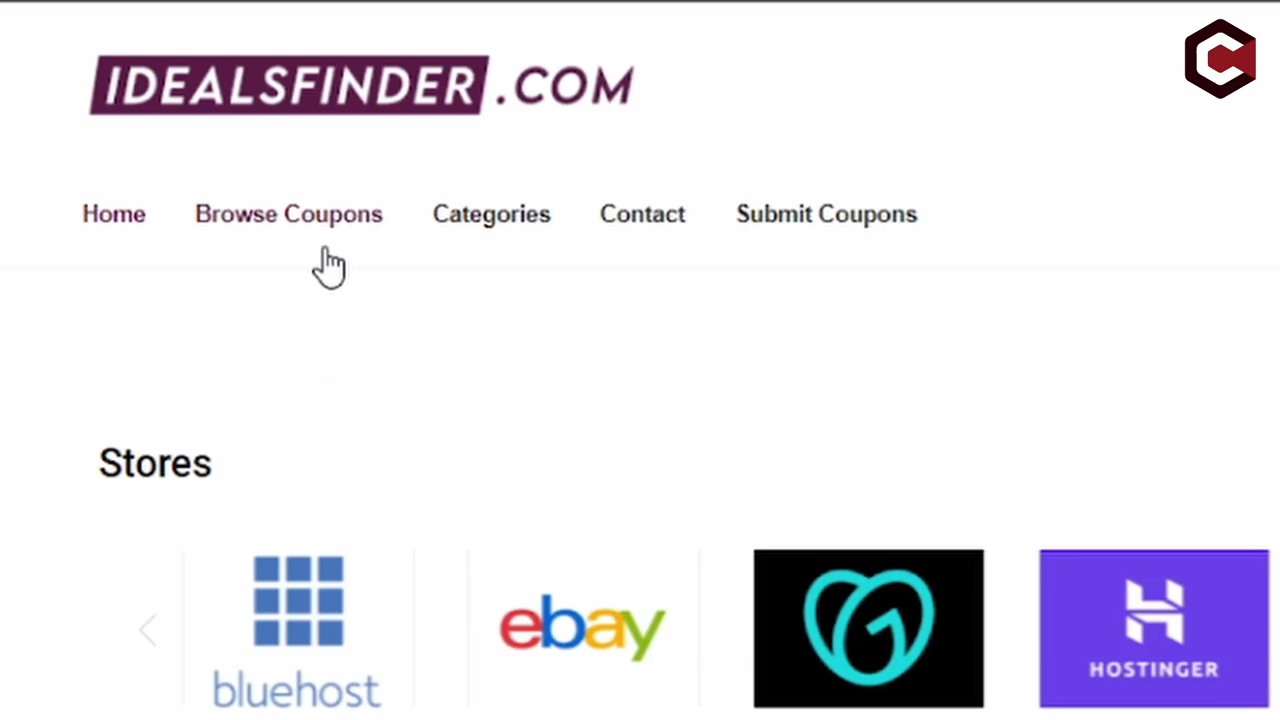 IDEALSFINDER.COM
Home Browse Coupons Categories Contact Submit Coupons
Stores
bluehost
ebay
HOSTINGER